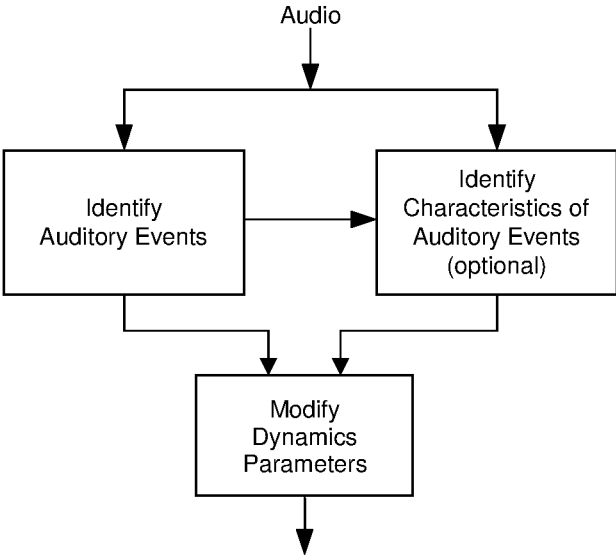 Audio
Identify
Auditory Events
Identify
Characteristics of
Auditory Events
(optional)
Modify
Dynamics
Parameters